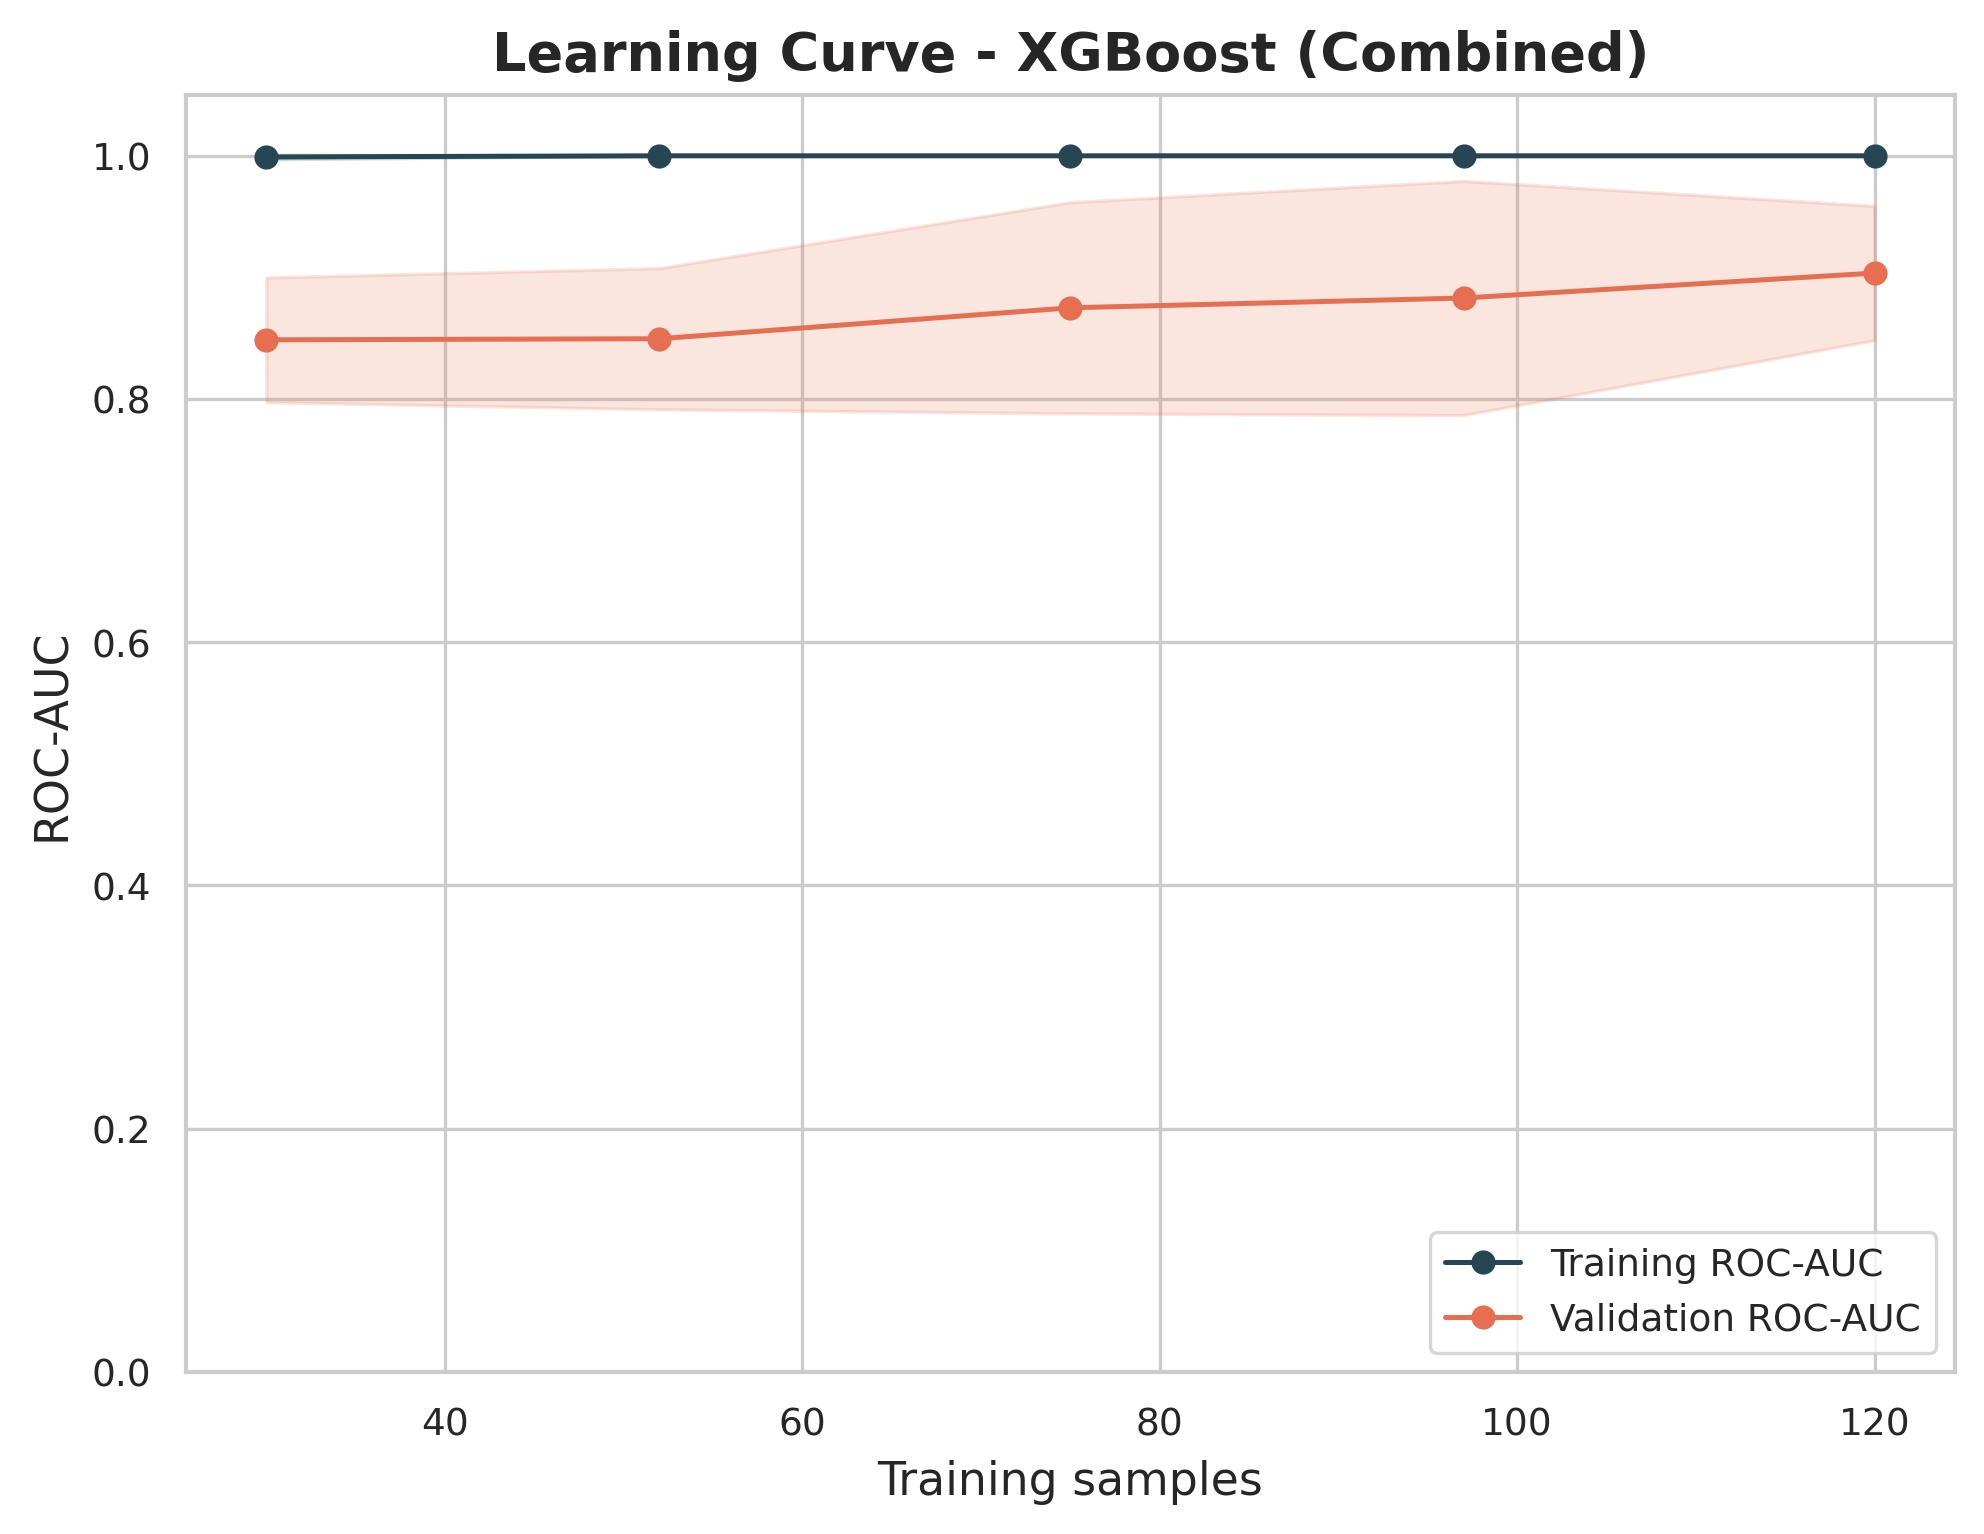 Learning Curve - XGBoost (Combined)
1.0
0.8
0.6
0.4
0.2
0.0
ROC-AUC
40
60
80
100
120
Training samples
Training ROC-AUC
Validation ROC-AUC